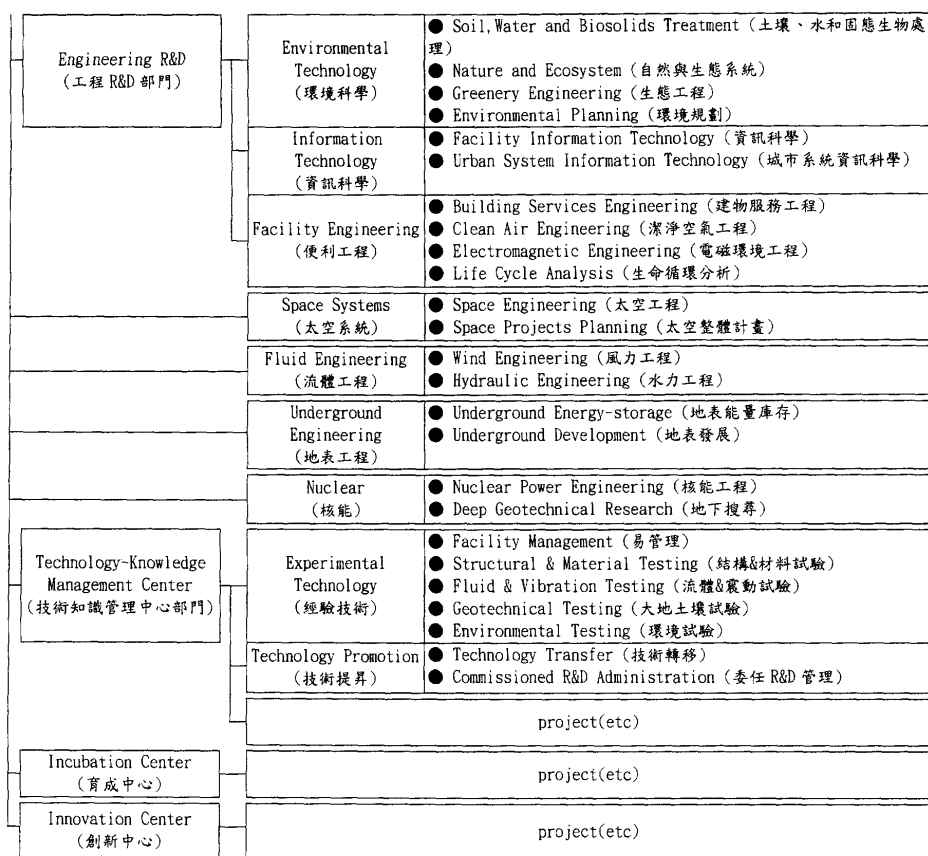 Engineering R&D
(工程 R&D 部門)
Environmental
Technology
(環境科學)
● Soil,Water and Biosolids Treatment (土壤、水和固態生物處
理)
● Nature and Ecosystem (自然與生態系統)
● Greenery Engineering (生態工程)
● Environmental Planning (環境規劃)
Information
Technology
(資訊科學)
● Facility Information Technology (資訊科學)
● Urban System Information Technology (城市系統資訊科學)
Facility Engineering
(便利工程)
● Building Services Engineering (建物服務工程)
● Clean Air Engineering (潔淨空氣工程)
● Electromagnetic Engineering (電磁環境工程)
● Life Cycle Analysis (生命循環分析)
Space Systems
(太空系統)
● Space Engineering (太空工程)
● Space Projects Planning (太空整體計畫)
Fluid Engineering
(流體工程)
● Wind Engineering (風力工程)
● Hydraulic Engineering (水力工程)
Underground
Engineering
(地表工程)
● Underground Energy-storage (地表能量庫存)
● Underground Development (地表發展)
Nuclear
(核能)
● Nuclear Power Engineering (核能工程)
● Deep Geotechnical Research (地下搜尋)
Technology-Knowledge
Management Center
(技術知識管理中心部門)
Experimental
Technology
(經驗技術)
● Facility Management (易管理)
● Structural & Material Testing (結構&材料試驗)
● Fluid & Vibration Testing (流體&震動試驗)
● Geotechnical Testing (大地土壤試驗)
● Environmental Testing (環境試驗)
Technology Promotion
(技術提昇)
● Technology Transfer (技術轉移)
● Commissioned R&D Administration (委任 R&D 管理)
project(etc)
Incubation Center
(育成中心)
project(etc)
Innovation Center
(創新中心)
project(etc)